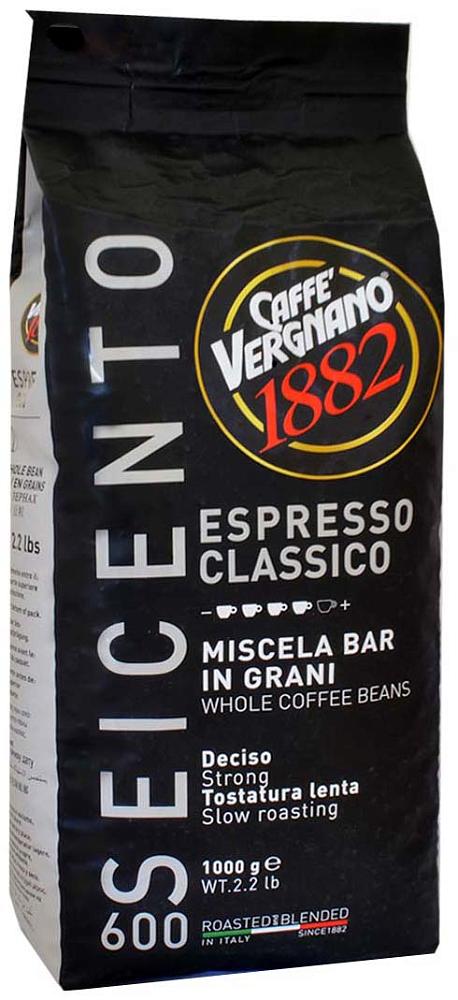 SEICENTO
600
CAFFÈ
VERGNANO®
1882
ESPRESSO
CLASSICO
- +
MISCELA BAR
IN GRANI
WHOLE COFFEE BEANS
Deciso
Strong
Tostatura lenta
Slow roasting
1000 g ℮
WT.2.2 lb
ROASTED AND BLENDED
IN ITALY SINCE1882
2.2 lbs